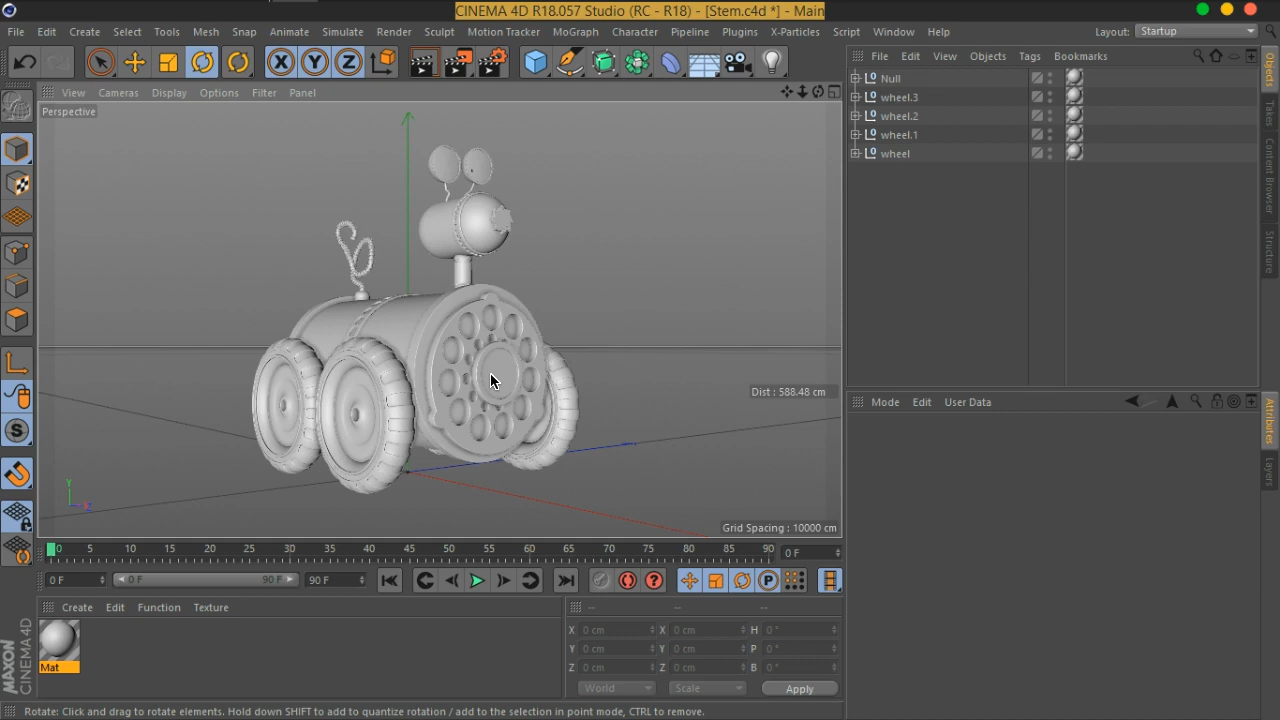 CINEMA 4D R18.057 Studio (RC - R18) - [Stem.c4d *] - Main
File Edit Create Select Tools Mesh Snap Animate Simulate Render Sculpt Motion Tracker MoGraph Character Pipeline Plugins X-Particles Script Window Help Layout: Startup
File Edit View Objects Tags Bookmarks
Null
wheel.3
wheel.2
wheel.1
wheel
Objects
Takes
Content Browser
Structure
View Cameras Display Options Filter Panel
Perspective
Dist : 588.48 cm
Y
Z
Grid Spacing : 10000 cm
Mode Edit User Data
Attributes
Layers
0 5 10 15 20 25 30 35 40 45 50 55 60 65 70 75 80 85 90 0 F
0 F 0 F 90 F 90 F
Create Edit Function Texture
Mat
-- -- --
X 0 cm X 0 cm H 0 °
Y 0 cm Y 0 cm P 0 °
Z 0 cm Z 0 cm B 0 °
World Scale Apply
MAXON CINEMA 4D
Rotate: Click and drag to rotate elements. Hold down SHIFT to add to quantize rotation / add to the selection in point mode, CTRL to remove.